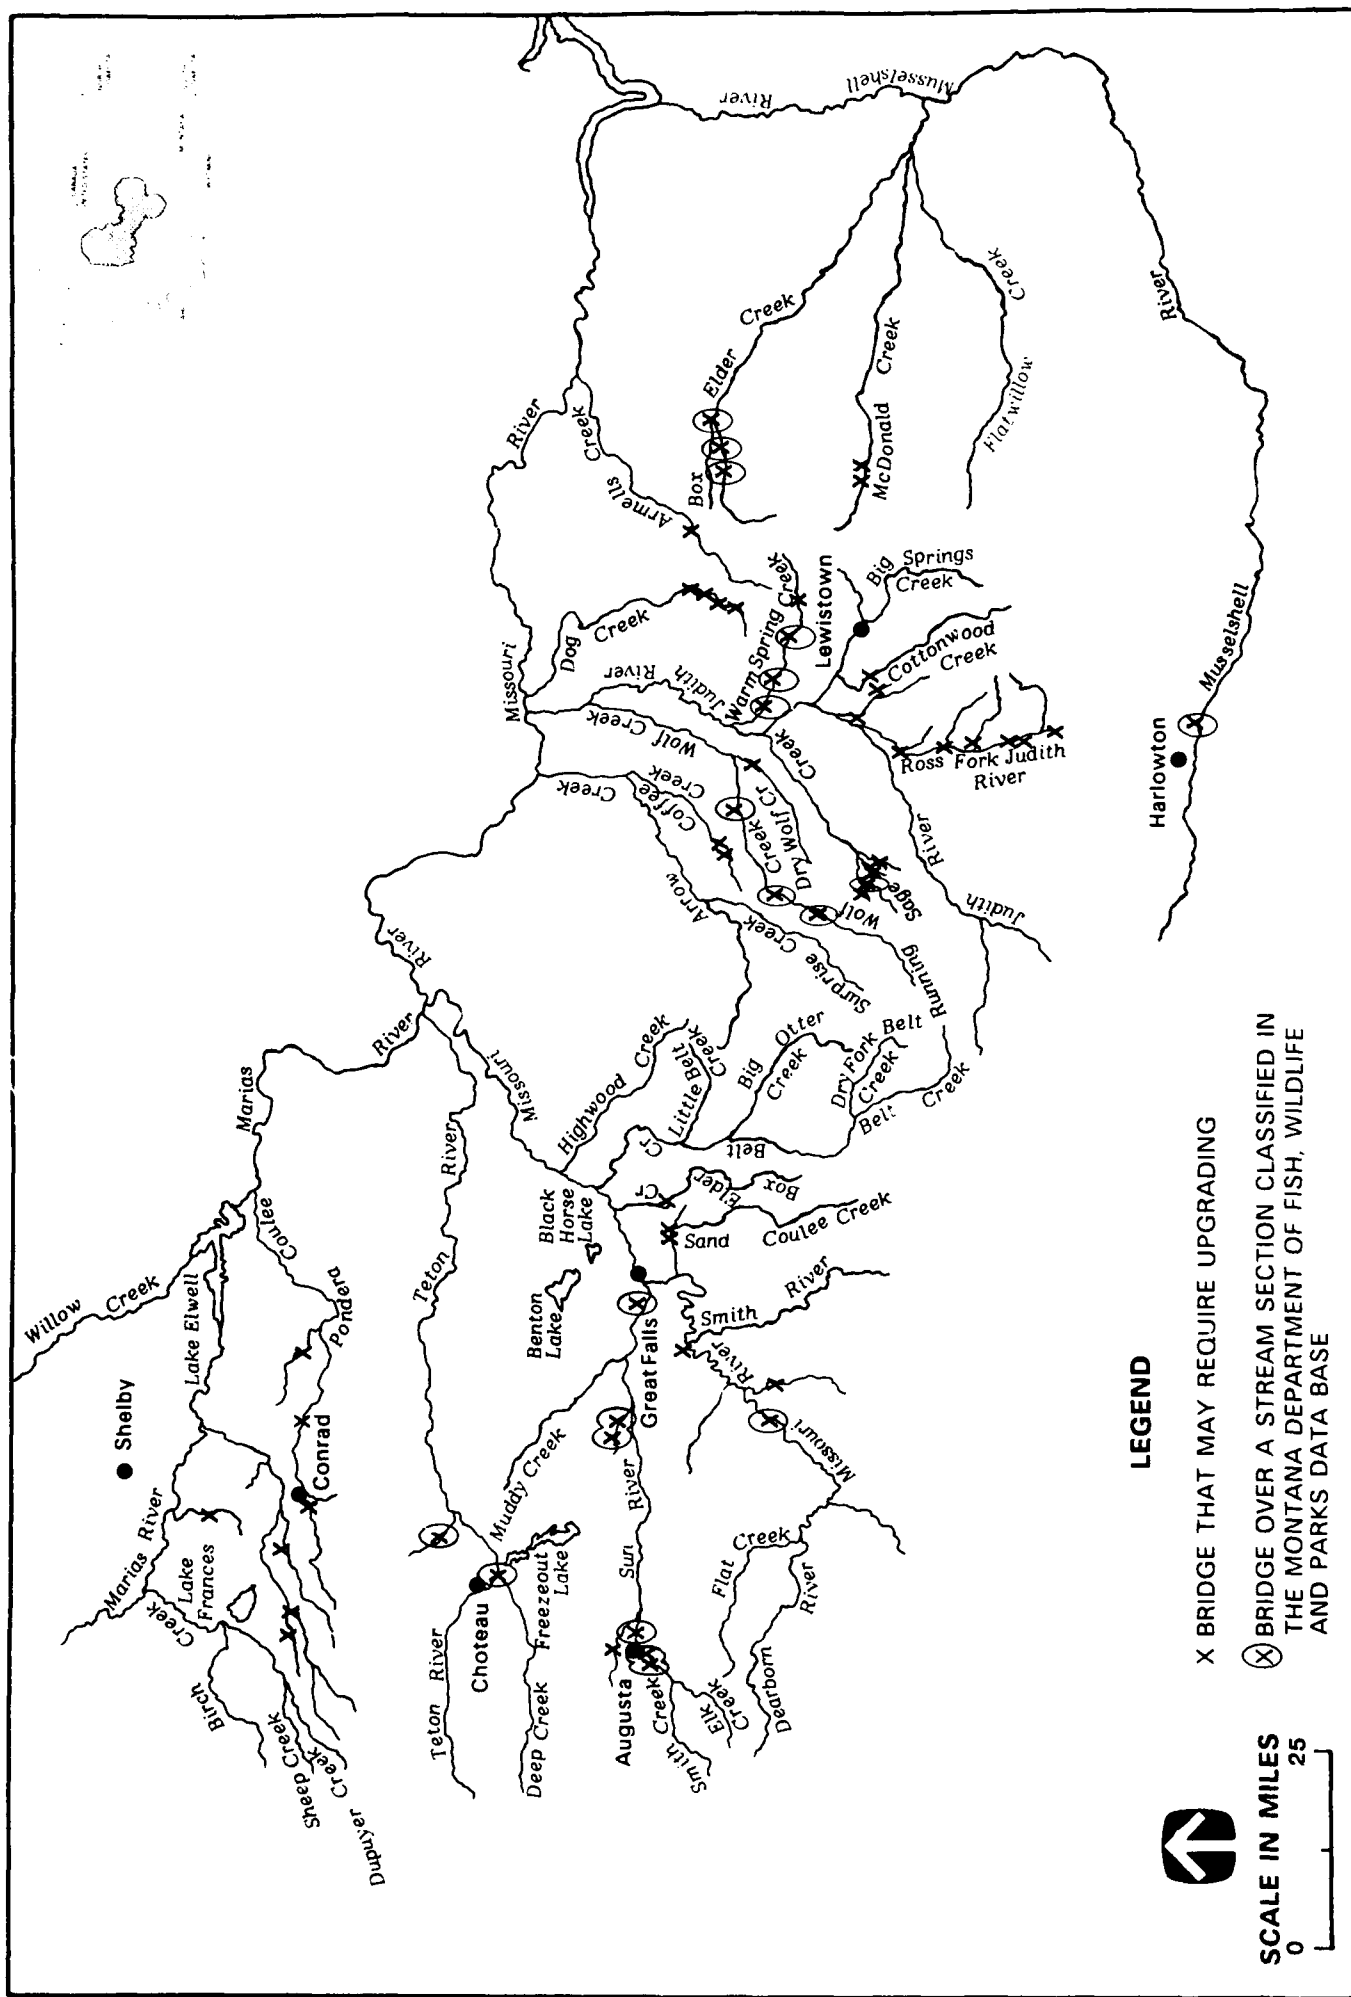 Willow Creek
Shelby
Marias River
Lake Elwell
Marias
River
Coulee
Pondera
Conrad
Lake
Frances
Birch
Creek
Sheep Creek
Dupuyer Creek
Teton River
Teton
River
Choteau
Deep Creek
Freezeout
Lake
Muddy Creek
Benton
Lake
Black
Horse
Lake
Great Falls
Sun
River
Augusta
Smith
Creek
Elk
Creek
Flat
Creek
Dearborn
River
Missouri
River
Smith
River
Sand
Coulee Creek
Box
Elder
Cr
Highwood Creek
Missouri
River
Belt
Cr
Little Belt
Creek
Big Otter
Creek
Dry Fork Belt
Creek
Belt
Creek
Arrow
Creek
Surprise Creek
Coffee
Creek
Wolf Creek
Running
Wolf
Creek
Dry Wolf Cr
Sage
Creek
Judith
River
Judith
River
Missouri
River
Dog
Creek
Warm Spring Creek
Lewistown
Big Springs
Creek
Cottonwood
Creek
Ross Fork Judith
River
Armells
Creek
Box
Elder
Creek
McDonald Creek
Flatwillow
Creek
Musselshell
River
Musselshell
River
Harlowton
LEGEND
X BRIDGE THAT MAY REQUIRE UPGRADING
X BRIDGE OVER A STREAM SECTION CLASSIFIED IN
THE MONTANA DEPARTMENT OF FISH, WILDLIFE
AND PARKS DATA BASE
SCALE IN MILES
0 25